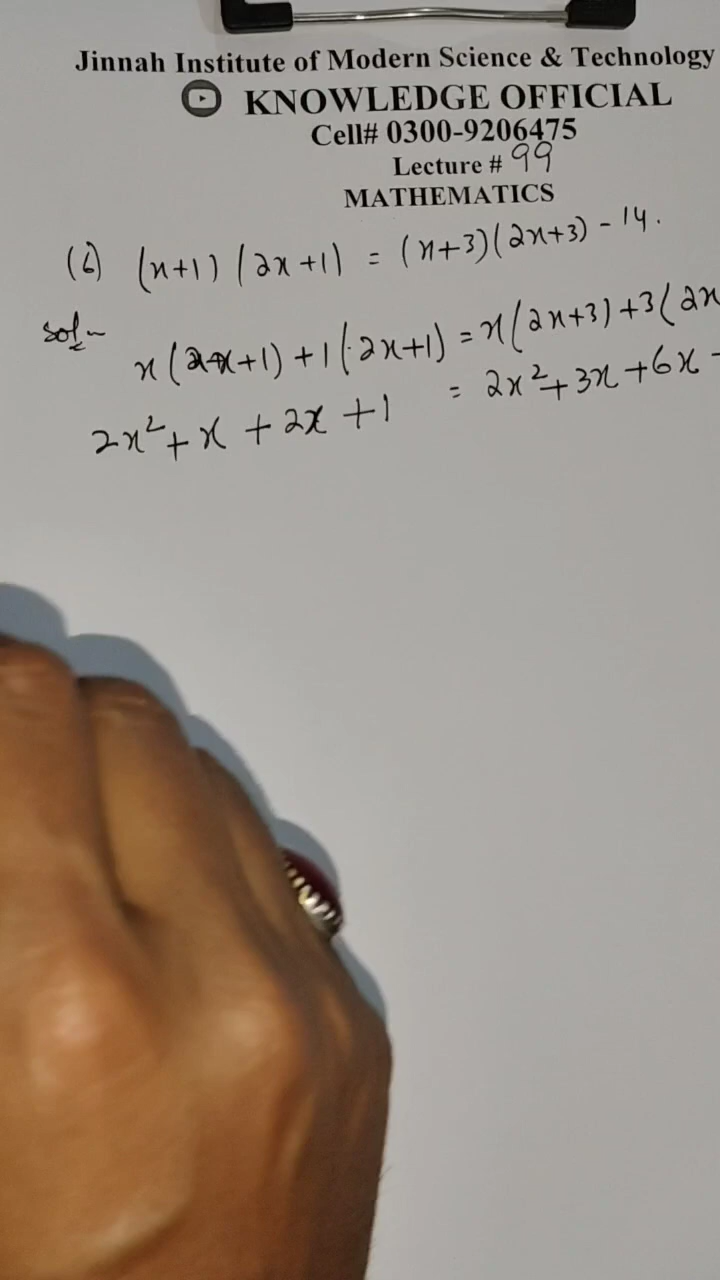 Jinnah Institute of Modern Science & Technology
KNOWLEDGE OFFICIAL
Cell# 0300-9206475
Lecture # 99
MATHEMATICS
(6) (x+1) (2x+1) = (x+3)(2x+3) - 14.
Sol~
x(2x+1) + 1(2x+1) = x(2x+3)+3(2x
2x²+x+2x+1 = 2x²+3x+6x